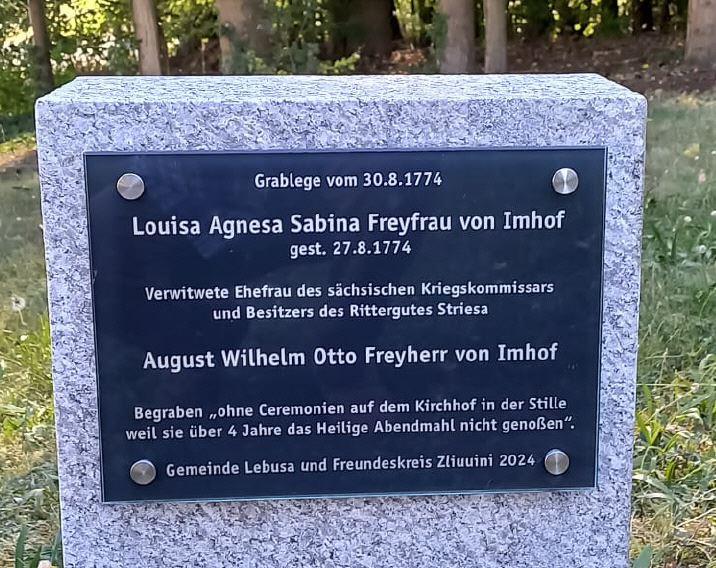 Grablege vom 30.8.1774
Louisa Agnesa Sabina Freyfrau von Imhof
gest. 27.8.1774
Verwitwete Ehefrau des sächsischen Kriegskommissars
und Besitzers des Rittergutes Striesa
August Wilhelm Otto Freyherr von Imhof
Begraben „ohne Ceremonien auf dem Kirchhof in der Stille
weil sie über 4 Jahre das Heilige Abendmahl nicht genoßen“.
Gemeinde Lebusa und Freundeskreis Zliuuini 2024